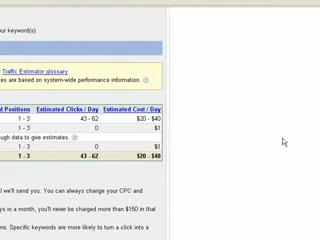 our keyword(s).
Traffic Estimator glossary.
es are based on system-wide performance information.
d Positions Estimated Clicks / Day Estimated Cost / Day
1 - 3 43 - 62 $20 - $40
1 - 3 0 $1
ough data to give estimates.
1 - 3 0 $1
1 - 3 43 - 62 $20 - $40
l we'll send you. You can always change your CPC and
ys in a month, you'll never be charged more than $150 in that
rs. Specific keywords are more likely to turn a click into a